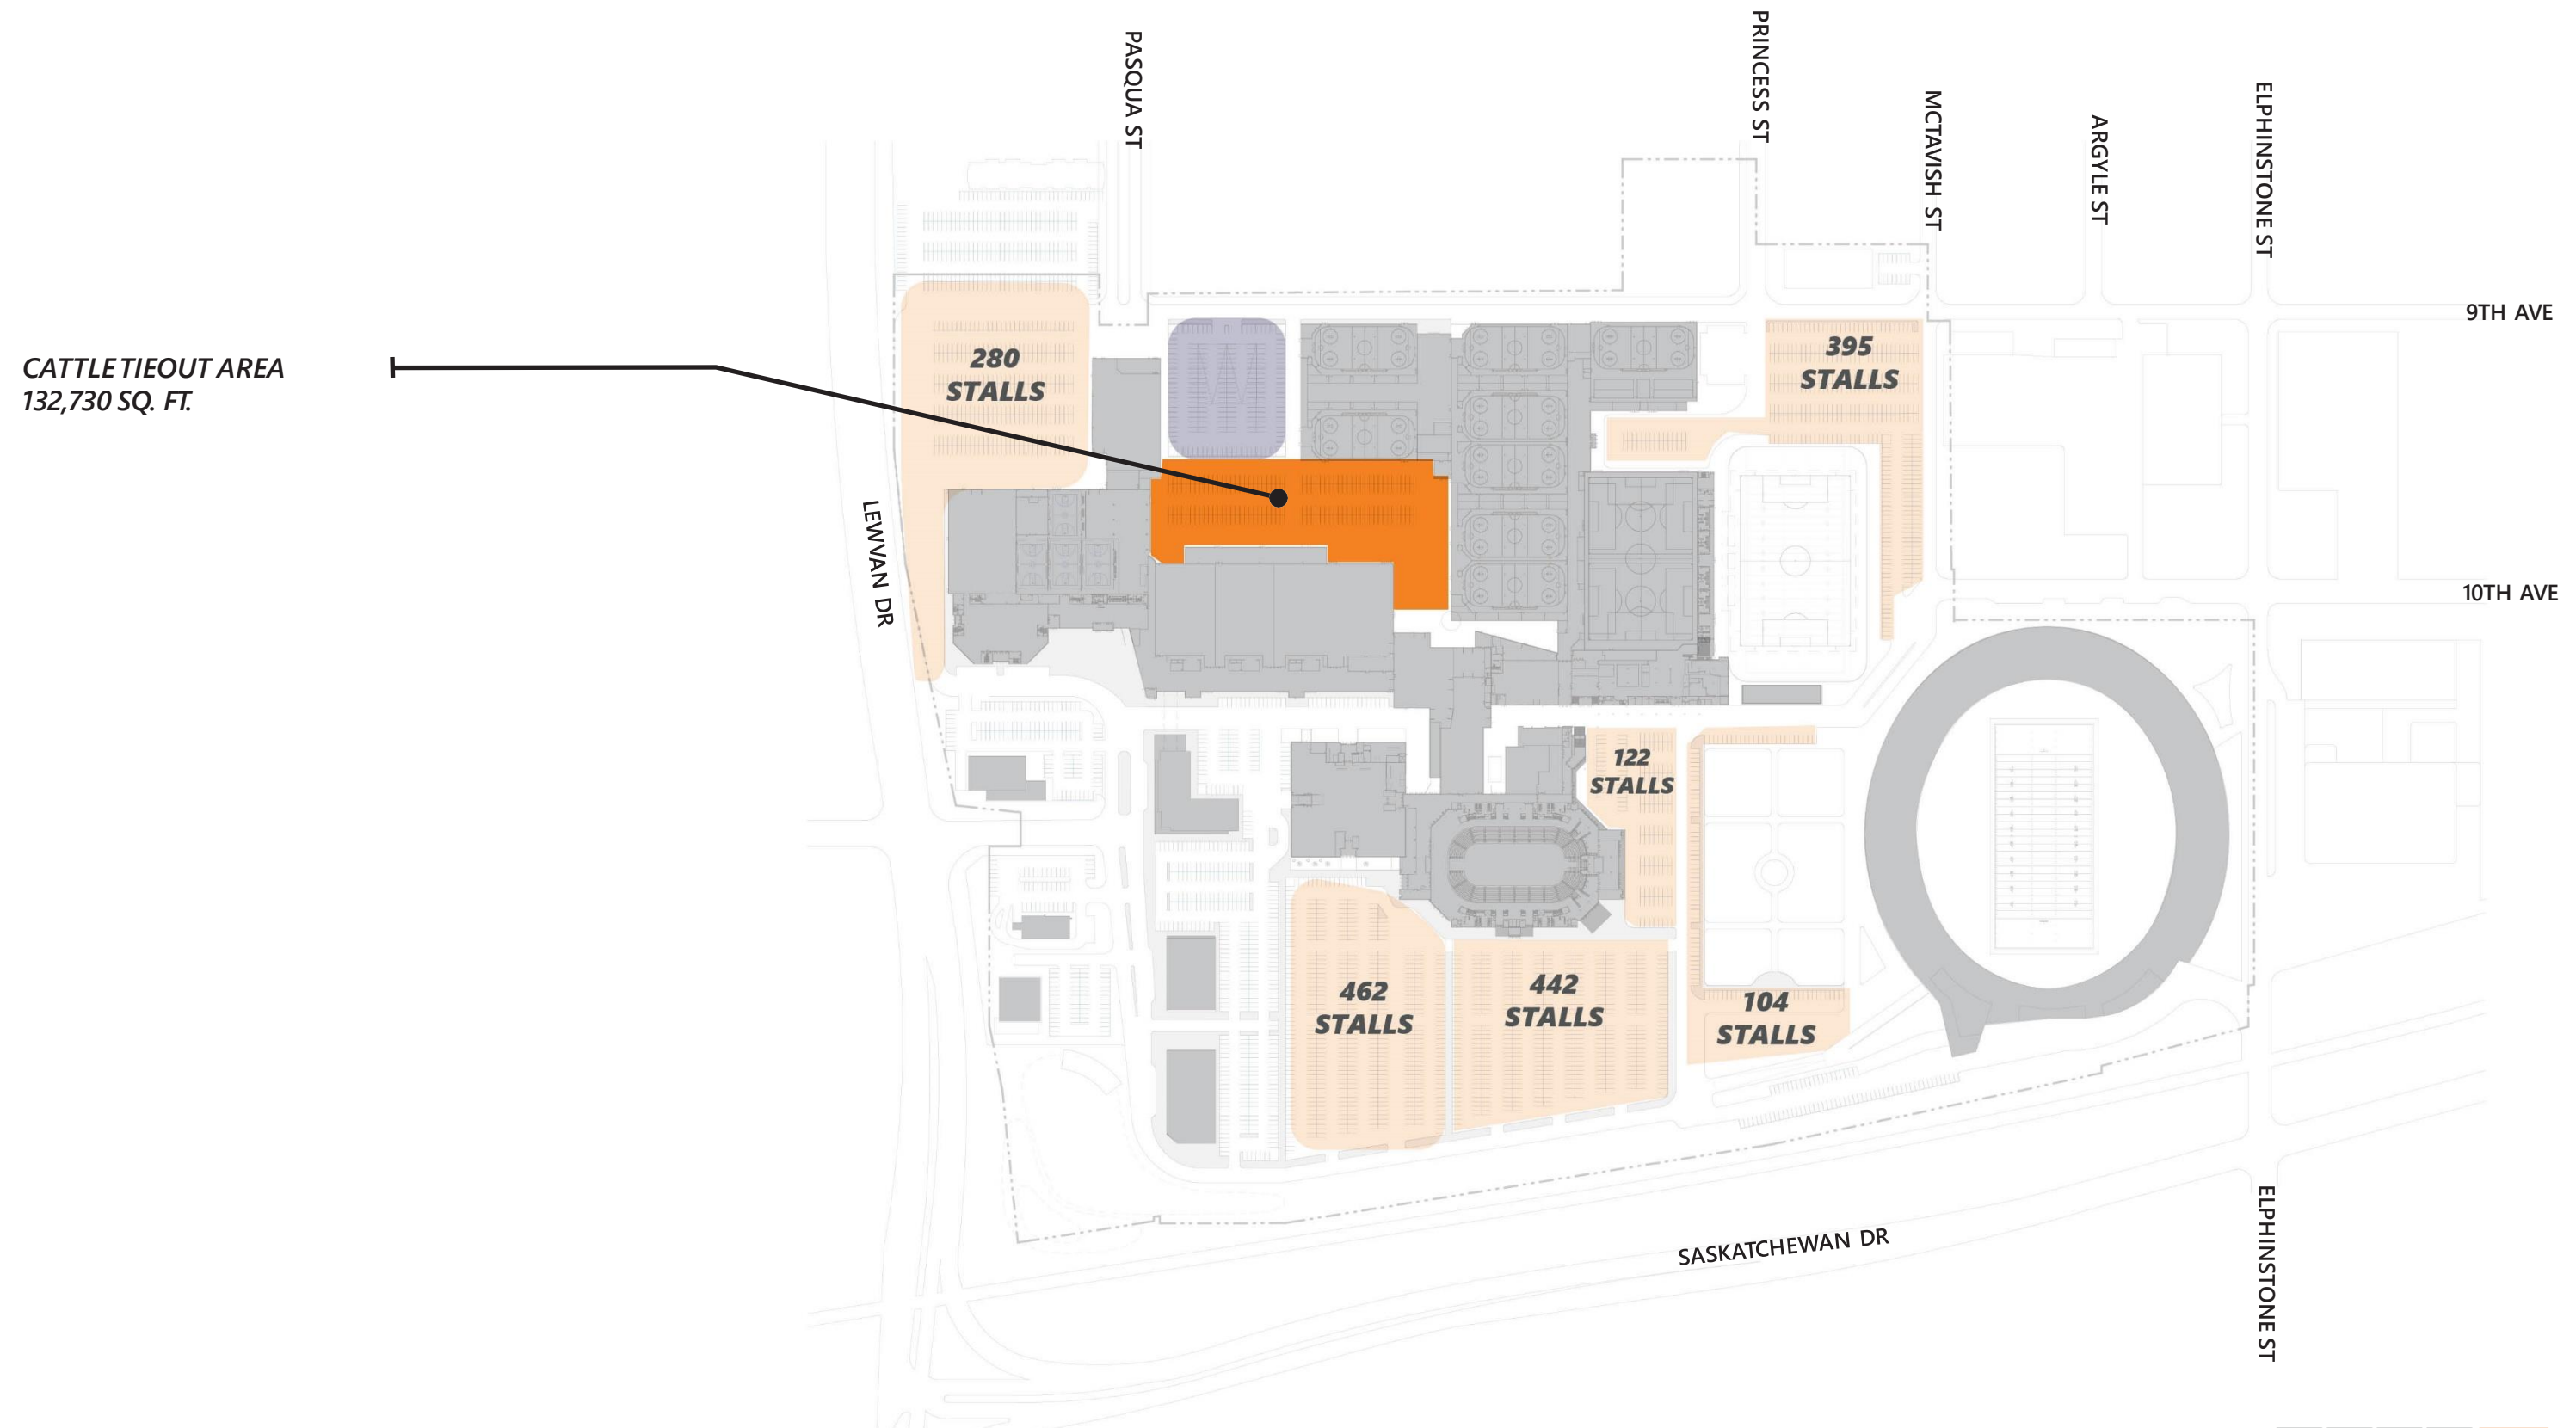 PASQUA ST
PRINCESS ST
MCTAVISH ST
ARGYLE ST
ELPHINSTONE ST
9TH AVE
CATTLE TIEOUT AREA
132,730 SQ. FT.
280
STALLS
395
STALLS
LEWVAN DR
10TH AVE
122
STALLS
462
STALLS
442
STALLS
104
STALLS
SASKATCHEWAN DR
ELPHINSTONE ST